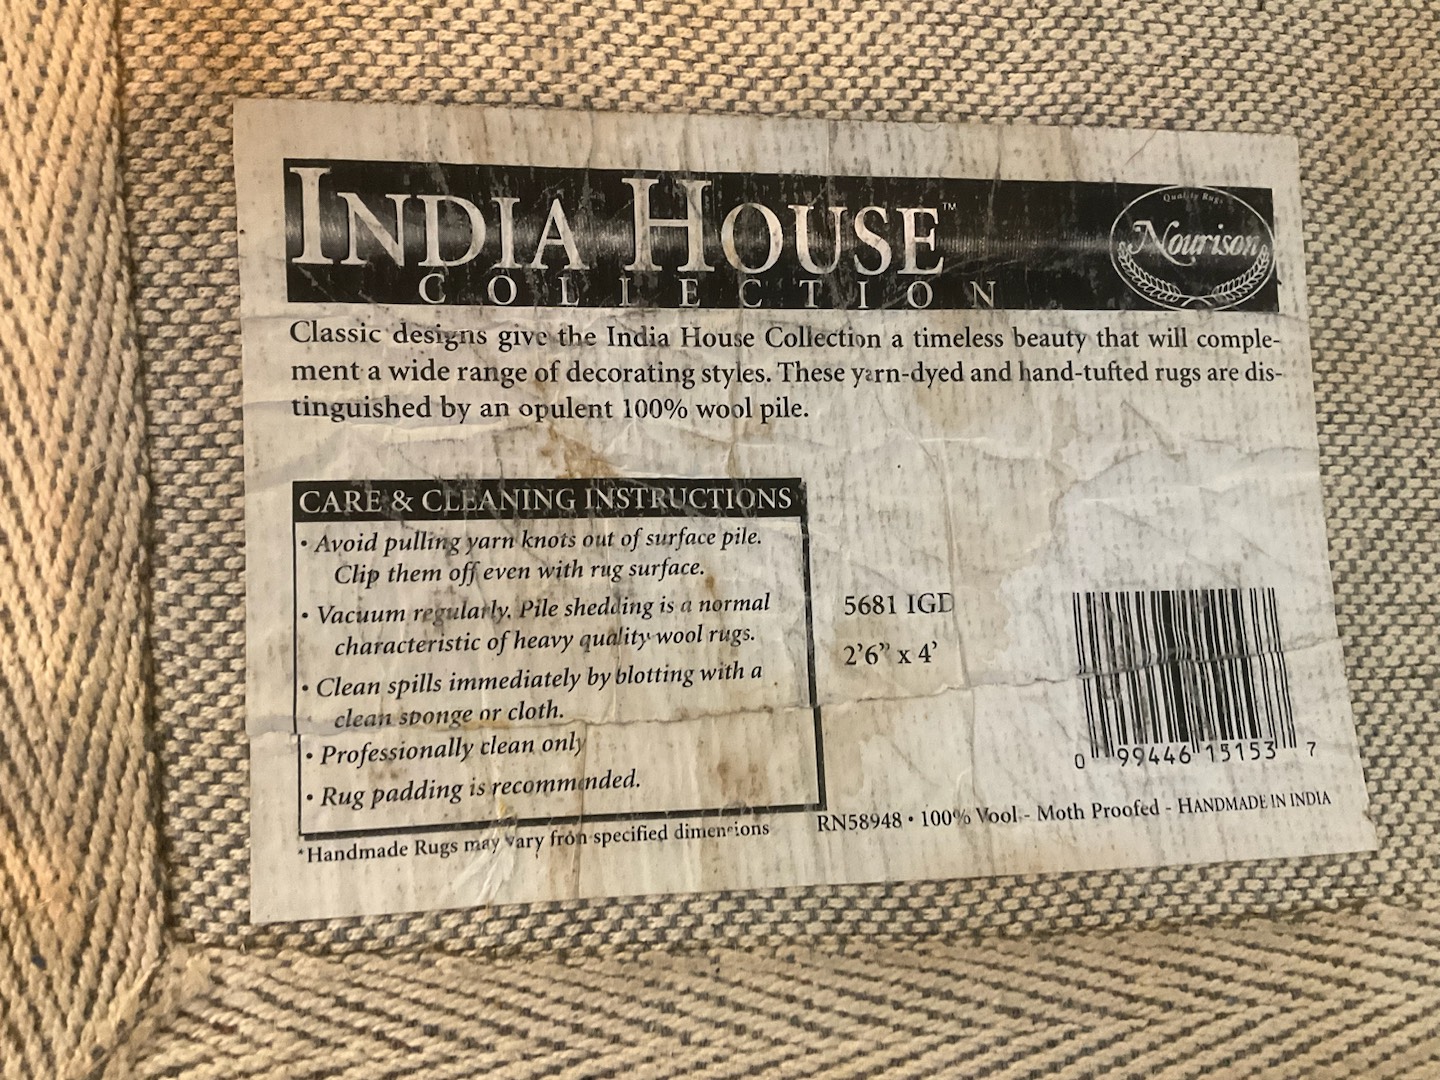 INDIA HOUSE™
COLLECTION
Quality Rugs
Nourison
Classic designs give the India House Collection a timeless beauty that will comple-
ment a wide range of decorating styles. These yarn-dyed and hand-tufted rugs are dis-
tinguished by an opulent 100% wool pile.
CARE & CLEANING INSTRUCTIONS
• Avoid pulling yarn knots out of surface pile.
Clip them off even with rug surface.
• Vacuum regularly. Pile shedding is a normal
characteristic of heavy quality wool rugs.
• Clean spills immediately by blotting with a
clean sponge or cloth.
• Professionally clean only
• Rug padding is recommended.
*Handmade Rugs may vary from specified dimensions
5681 IGD
2'6" x 4'
0 99446 15153 7
RN58948 • 100% Wool - Moth Proofed - HANDMADE IN INDIA